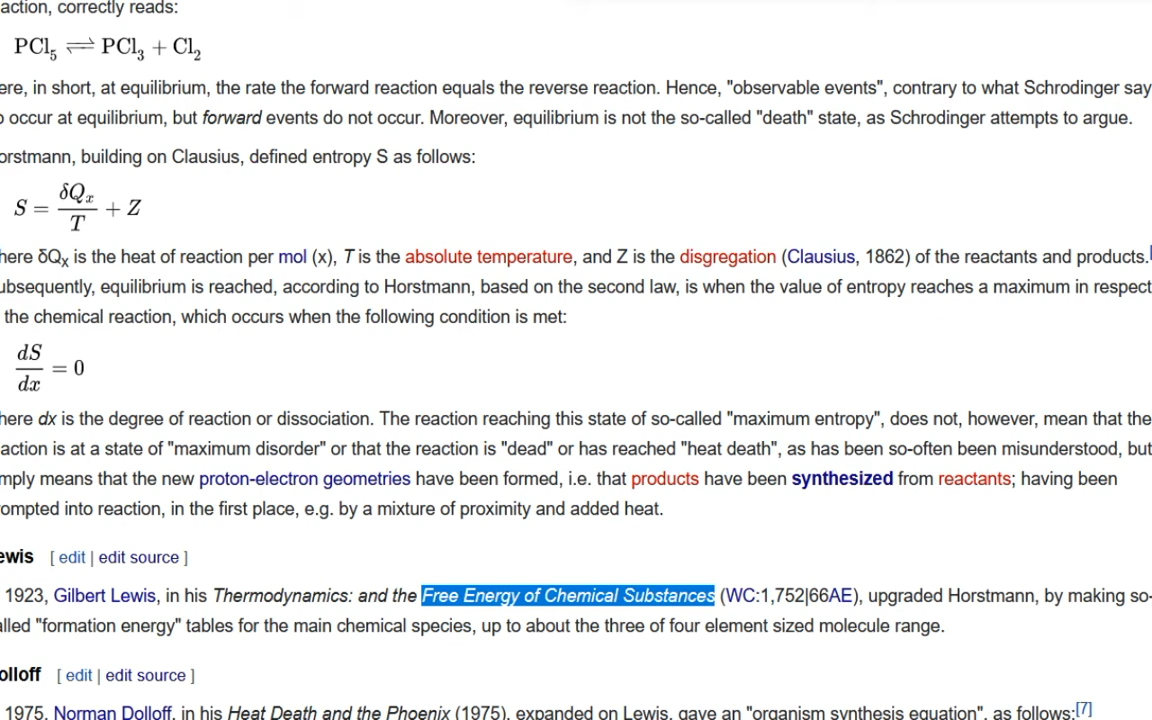 action, correctly reads:
PCl₅ ⇌ PCl₃ + Cl₂
ere, in short, at equilibrium, the rate the forward reaction equals the reverse reaction. Hence, "observable events", contrary to what Schrodinger say
o occur at equilibrium, but forward events do not occur. Moreover, equilibrium is not the so-called "death" state, as Schrodinger attempts to argue.
orstmann, building on Clausius, defined entropy S as follows:
S = δQₓ/T + Z
here δQₓ is the heat of reaction per mol (x), T is the absolute temperature, and Z is the disgregation (Clausius, 1862) of the reactants and products.[
ubsequently, equilibrium is reached, according to Horstmann, based on the second law, is when the value of entropy reaches a maximum in respect
the chemical reaction, which occurs when the following condition is met:
dS/dx = 0
here dx is the degree of reaction or dissociation. The reaction reaching this state of so-called "maximum entropy", does not, however, mean that the
action is at a state of "maximum disorder" or that the reaction is "dead" or has reached "heat death", as has been so-often been misunderstood, but
mply means that the new proton-electron geometries have been formed, i.e. that products have been synthesized from reactants; having been
ompted into reaction, in the first place, e.g. by a mixture of proximity and added heat.
ewis [ edit | edit source ]
1923, Gilbert Lewis, in his Thermodynamics: and the Free Energy of Chemical Substances (WC:1,752|66AE), upgraded Horstmann, by making so-
alled "formation energy" tables for the main chemical species, up to about the three of four element sized molecule range.
olloff [ edit | edit source ]
1975, Norman Dolloff, in his Heat Death and the Phoenix (1975), expanded on Lewis, gave an "organism synthesis equation", as follows:[7]